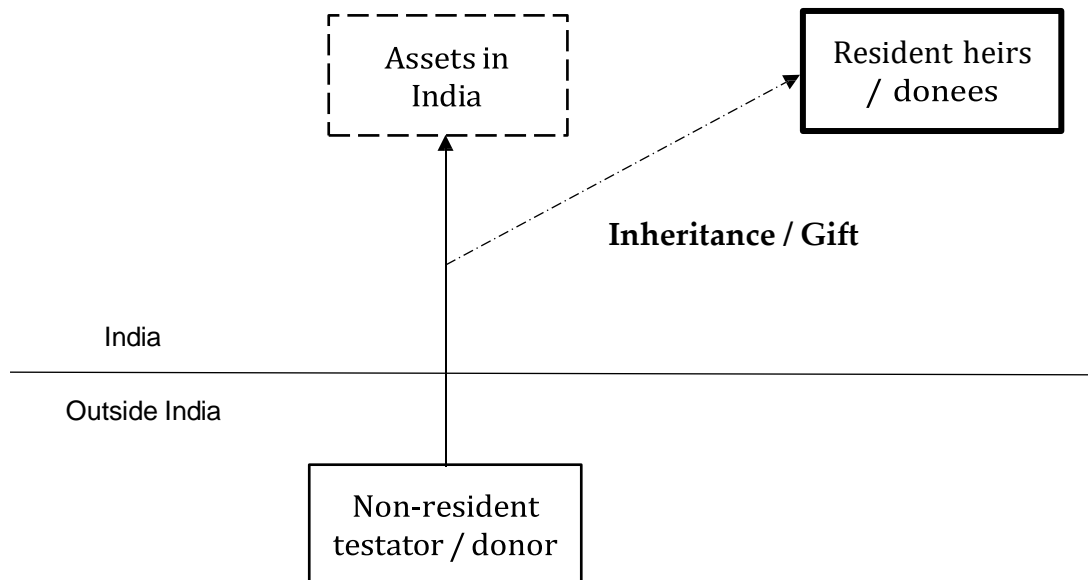 Assets in
India
Resident heirs
/ donees
Inheritance / Gift
India
Outside India
Non-resident
testator / donor